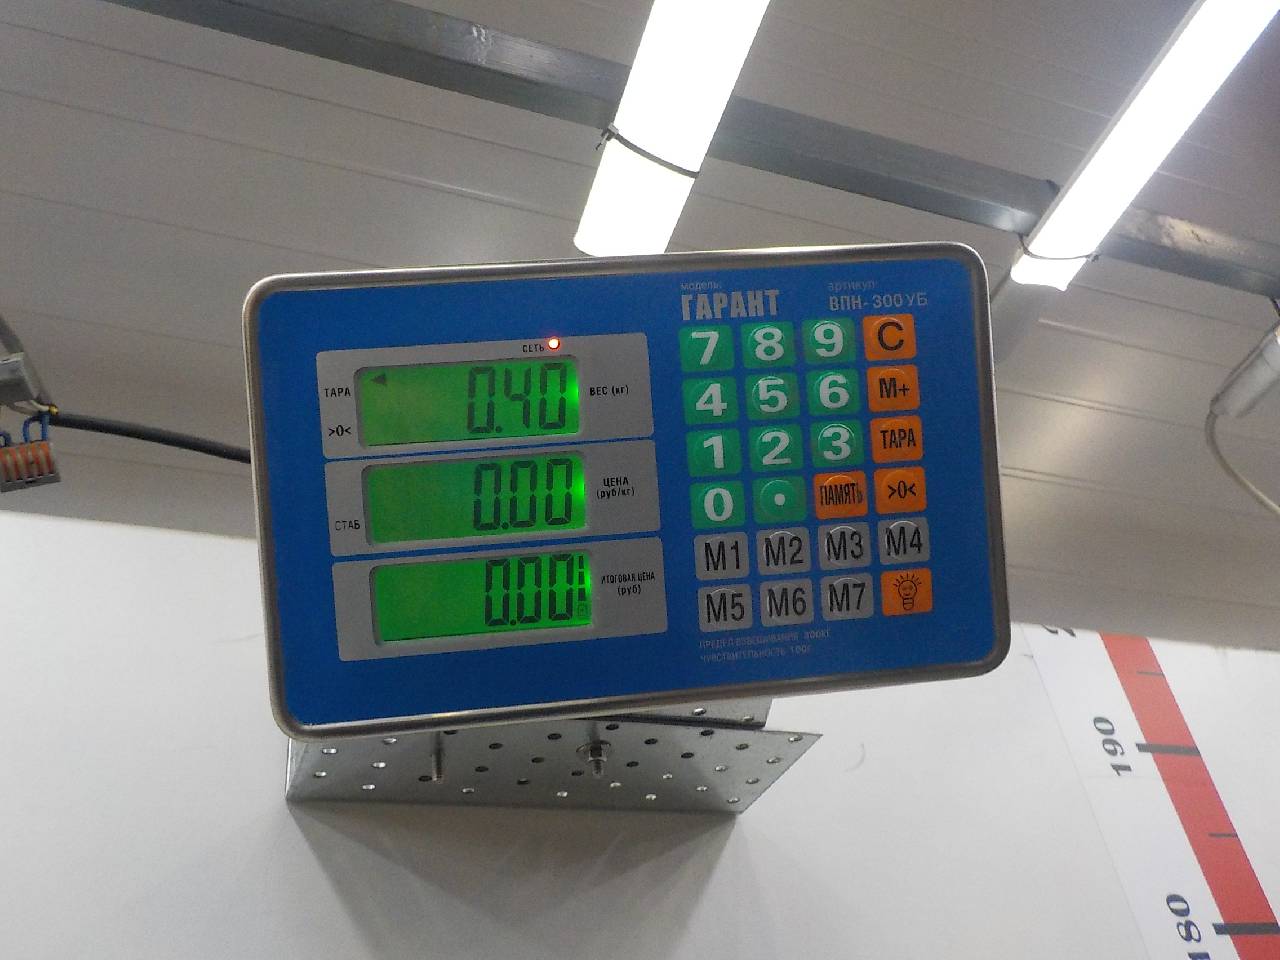 модель: артикул:
ГАРАНТ ВПН-300УБ
СЕТЬ
ТАРА 0.40 ВЕС (кг)
>0<
0.00 ЦЕНА (руб/кг)
СТАБ
0.00 ИТОГОВАЯ ЦЕНА (руб)
7 8 9 C
4 5 6 M+
1 2 3 ТАРА
0 . ПАМЯТЬ >0<
M1 M2 M3 M4
M5 M6 M7
ПРЕДЕЛ ВЗВЕШИВАНИЯ 300КГ
ЧУВСТВИТЕЛЬНОСТЬ 100Г
190
180